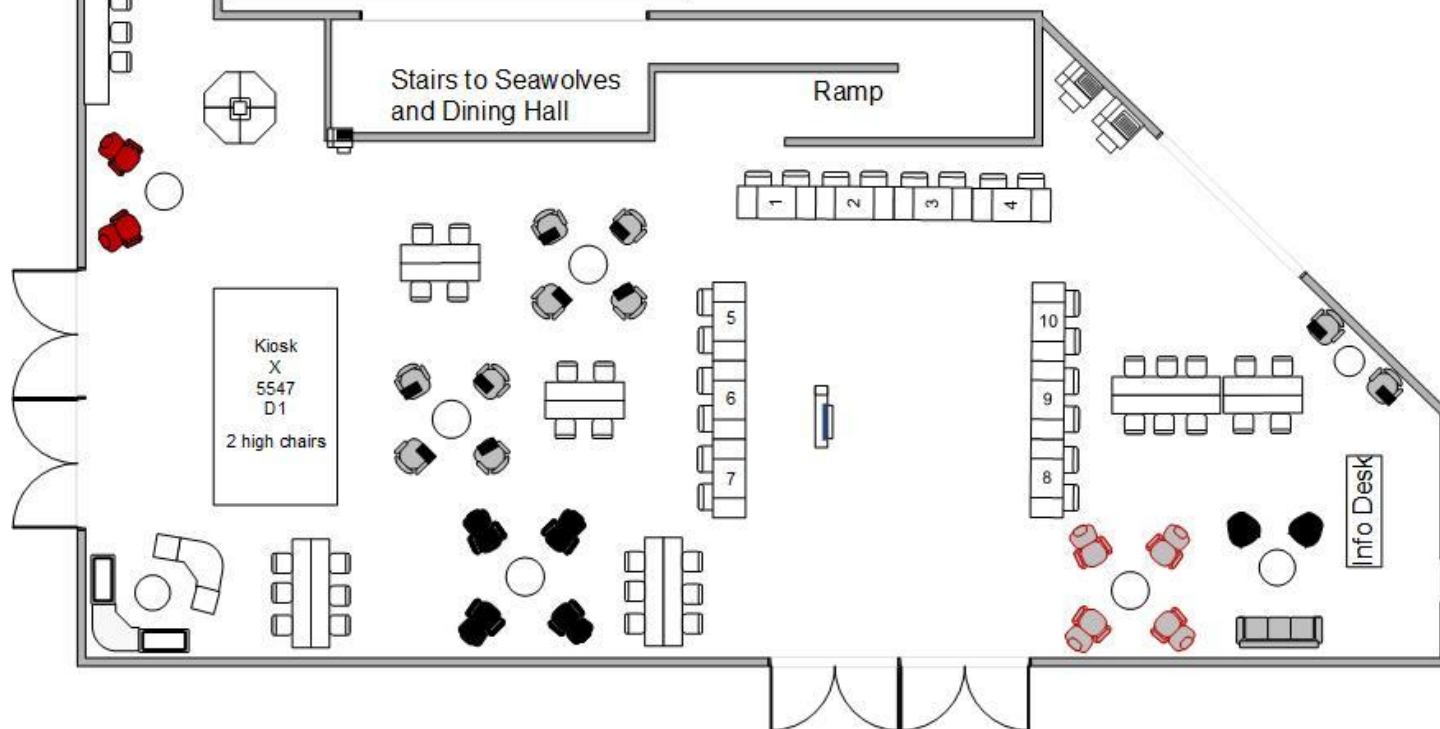 Stairs to Seawolves
and Dining Hall
Ramp
1
2
3
4
5
6
7
10
9
8
Kiosk
X
5547
D1
2 high chairs
Info Desk